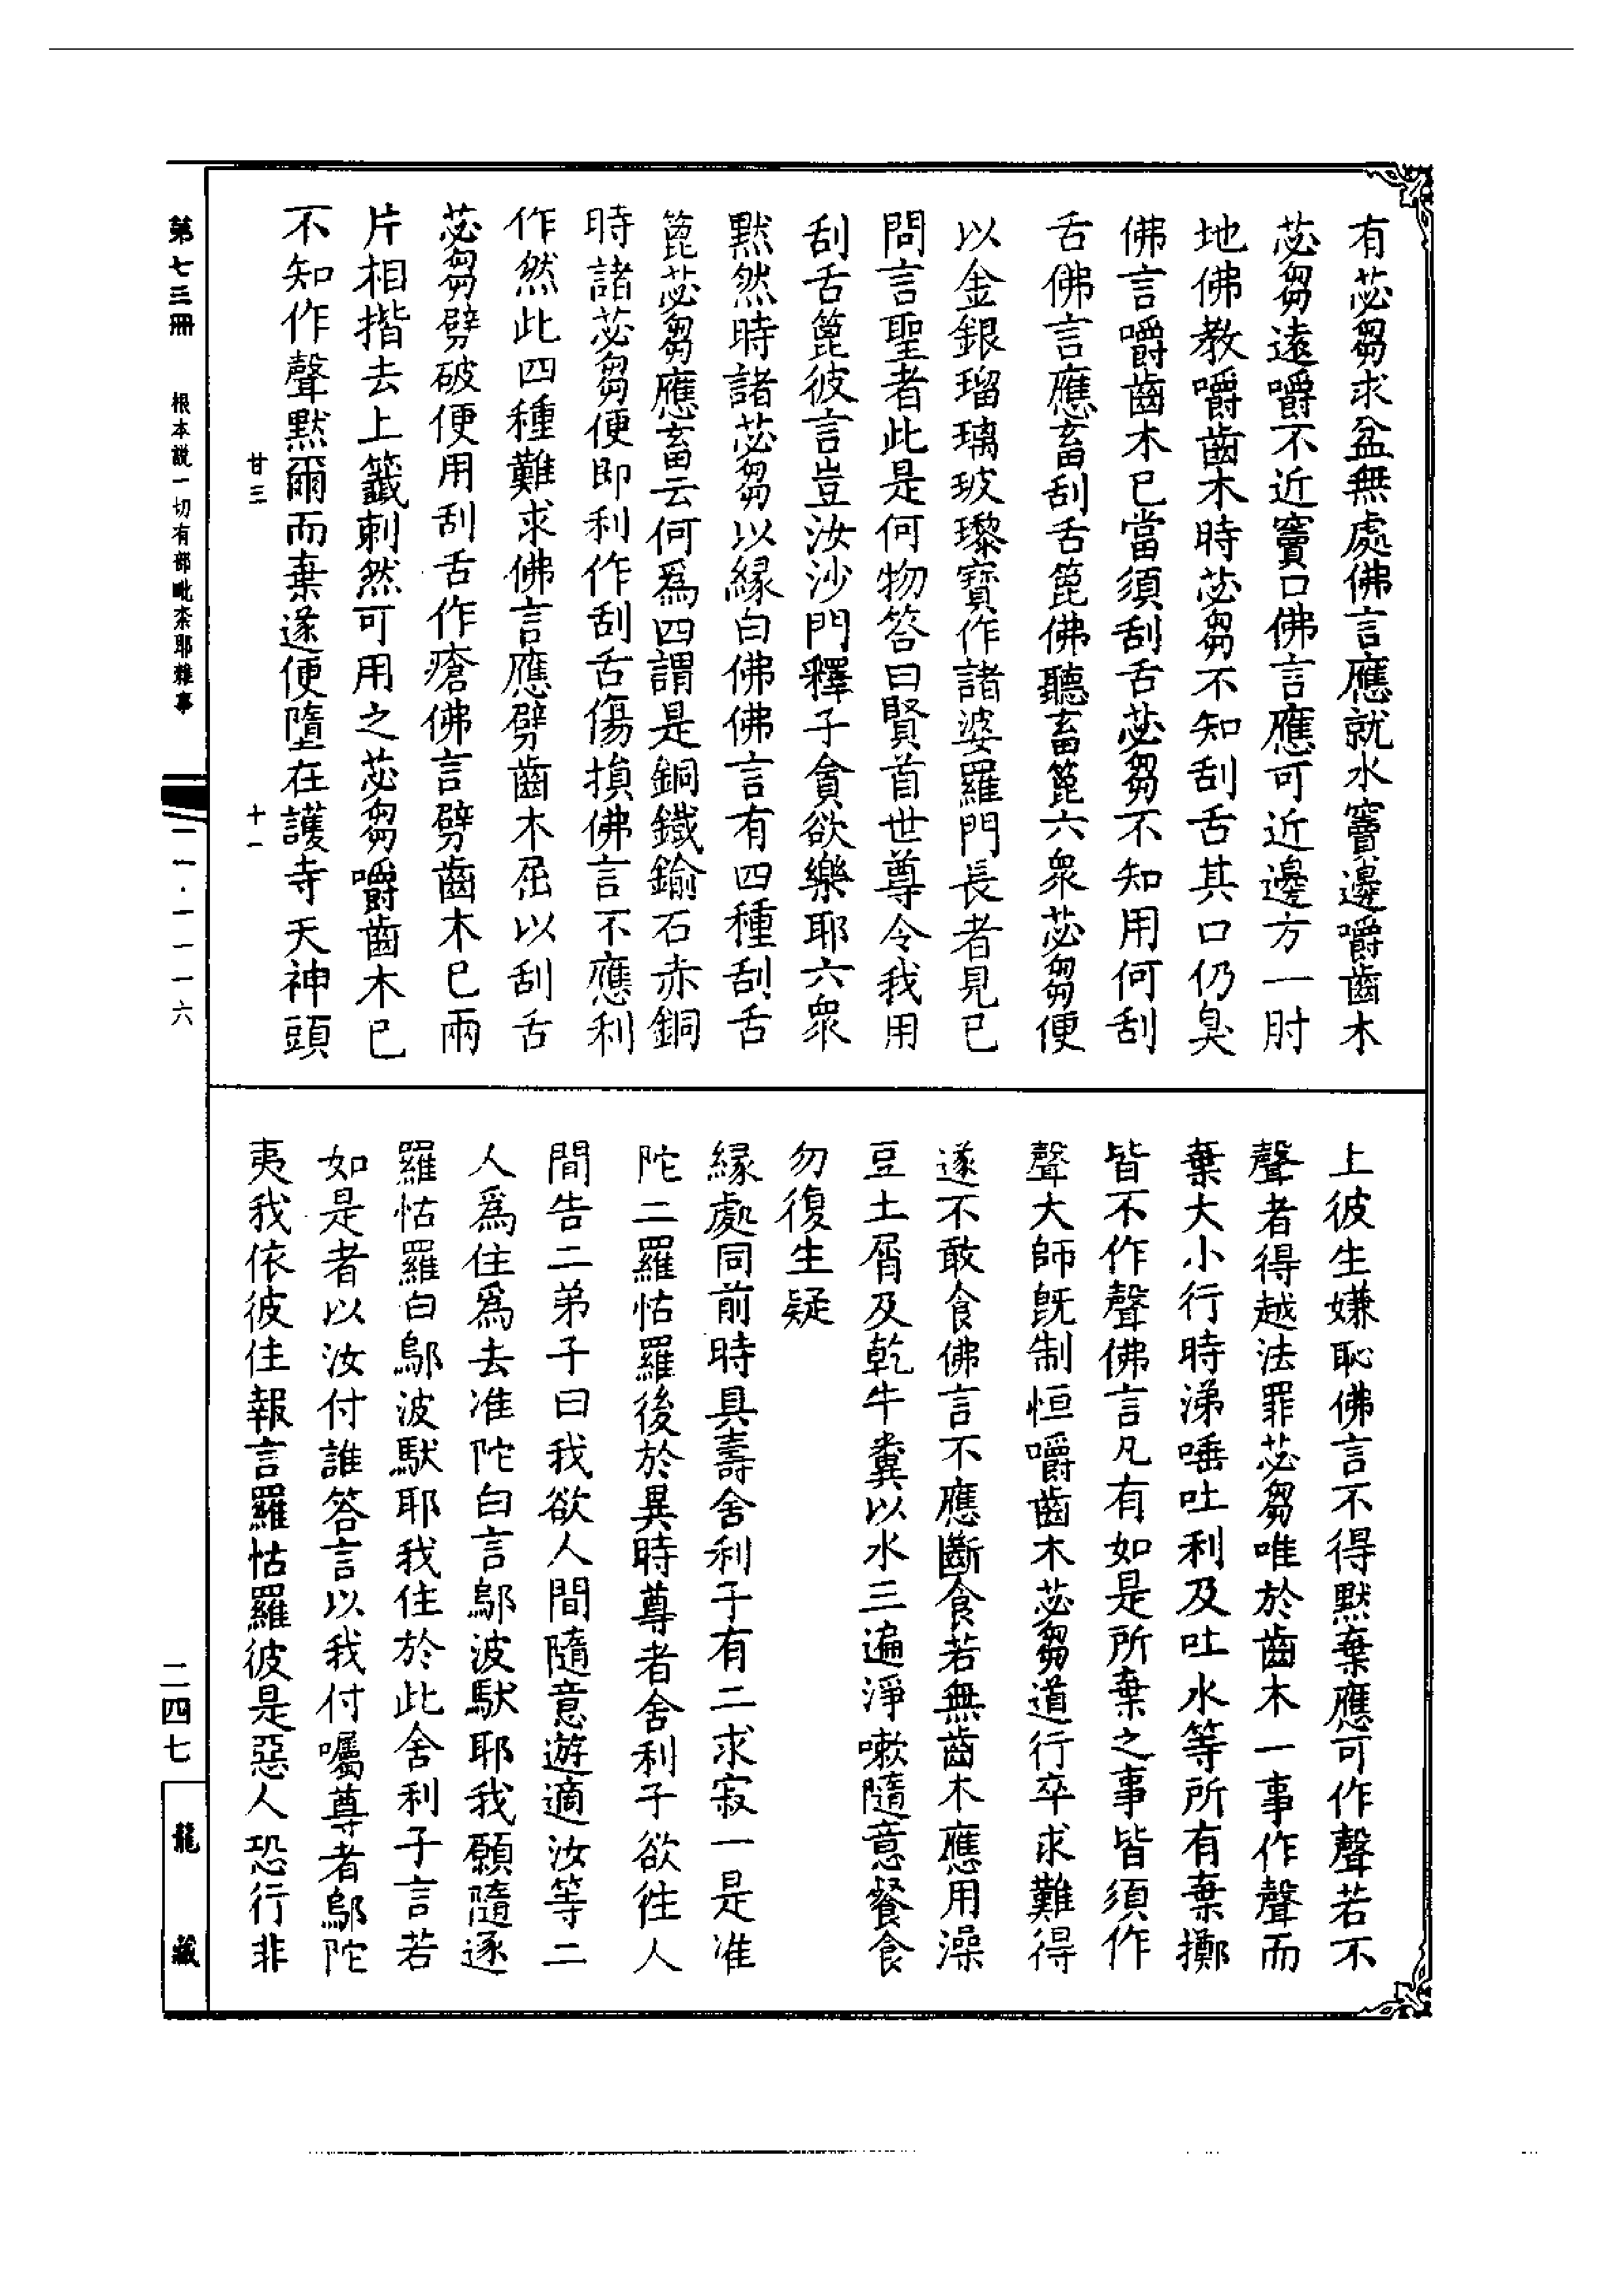 有苾芻求盆無處佛言應就水竇邊嚼齒木
苾芻遠嚼不近竇口佛言應可近邊方一肘
地佛教嚼齒木時苾芻不知刮舌其口仍臭
佛言嚼齒木已當須刮舌苾芻不知用何刮
舌佛言應畜刮舌篦佛聽畜篦六衆苾芻便
以金銀瑠璃玻瓈寶作諸婆羅門長者見已
問言聖者此是何物答曰賢首世尊令我用
刮舌篦彼言豈汝沙門釋子貪欲樂耶六衆
默然時諸苾芻以緣白佛佛言有四種刮舌
篦苾芻應畜云何爲四謂是銅鐵鍮石赤銅
時諸苾芻便即利作刮舌傷損佛言不應利
作然此四種難求佛言應劈齒木屈以刮舌
苾芻劈破便用刮舌作瘡佛言劈齒木已兩
片相揩去上籤刺然可用之苾芻嚼齒木已
不知作聲默爾而棄遂便墮在護寺天神頭
上彼生嫌恥佛言不得默棄應可作聲若不
聲者得越法罪苾芻唯於齒木一事作聲而
棄大小行時涕唾吐利及吐水等所有棄擲
皆不作聲佛言凡有如是所棄之事皆須作
聲大師旣制恒嚼齒木苾芻道行卒求難得
遂不敢食佛言不應斷食若無齒木應用澡
豆土屑及乾牛糞以水三遍淨嗽隨意餐食
勿復生疑
緣處同前時具壽舍利子有二求寂一是准
陀二羅怙羅後於異時尊者舍利子欲往人
間告二弟子曰我欲人間隨意遊適汝等二
人爲住爲去准陀白言鄔波馱耶我願隨逐
羅怙羅白鄔波馱耶我住於此舍利子言若
如是者以汝付誰答言以我付囑尊者鄔陀
夷我依彼住報言羅怙羅彼是惡人恐行非
甘三
十一
第七三冊
根本說一切有部毗柰耶雜事
一一·一一一六
二四七
龍藏